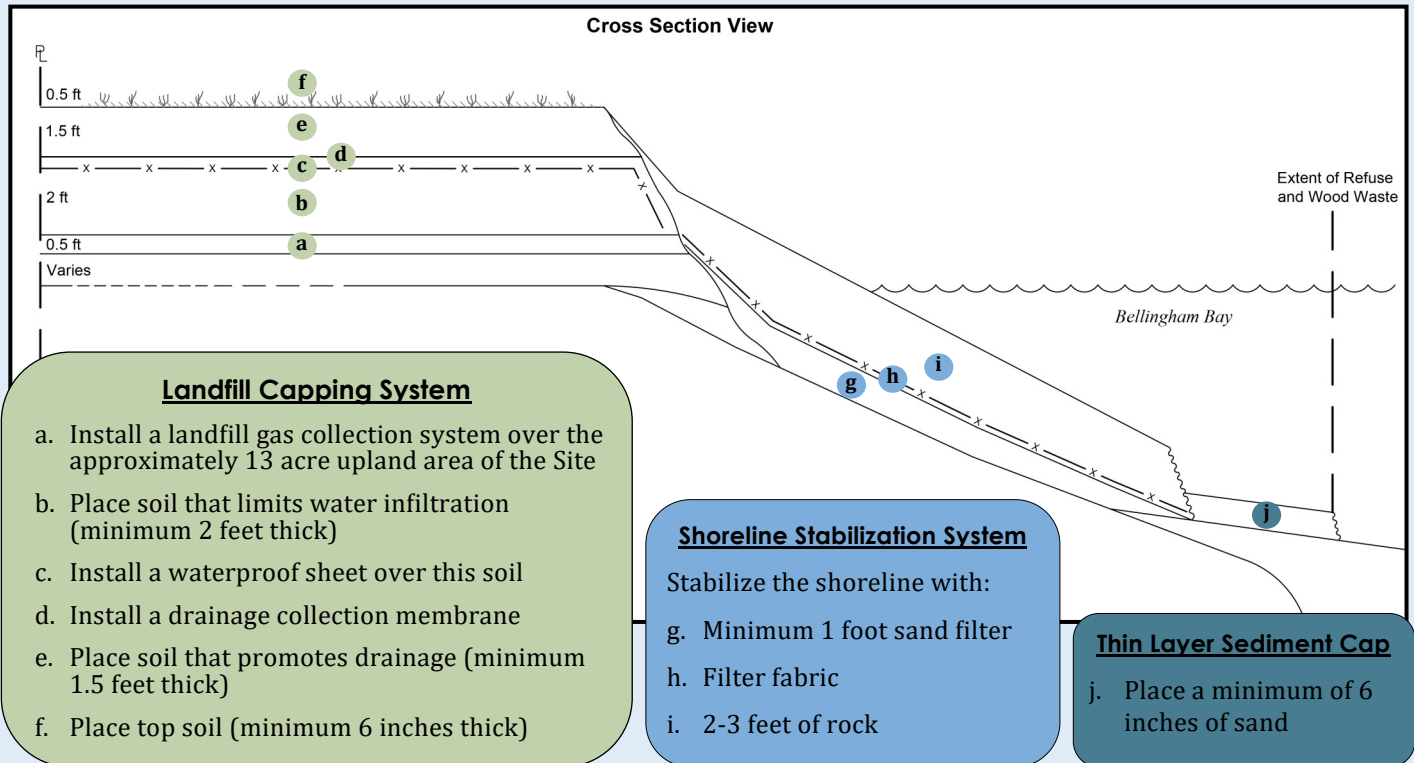 Cross Section View
PL
0.5 ft
f
1.5 ft
e
d
c
x x x x x x x x x
2 ft
b
0.5 ft
a
Varies
Extent of Refuse
and Wood Waste
Bellingham Bay
x x x x x x x
g
h
i
j
Landfill Capping System
a. Install a landfill gas collection system over the
approximately 13 acre upland area of the Site
b. Place soil that limits water infiltration
(minimum 2 feet thick)
c. Install a waterproof sheet over this soil
d. Install a drainage collection membrane
e. Place soil that promotes drainage (minimum
1.5 feet thick)
f. Place top soil (minimum 6 inches thick)
Shoreline Stabilization System
Stabilize the shoreline with:
g. Minimum 1 foot sand filter
h. Filter fabric
i. 2-3 feet of rock
Thin Layer Sediment Cap
j. Place a minimum of 6
inches of sand